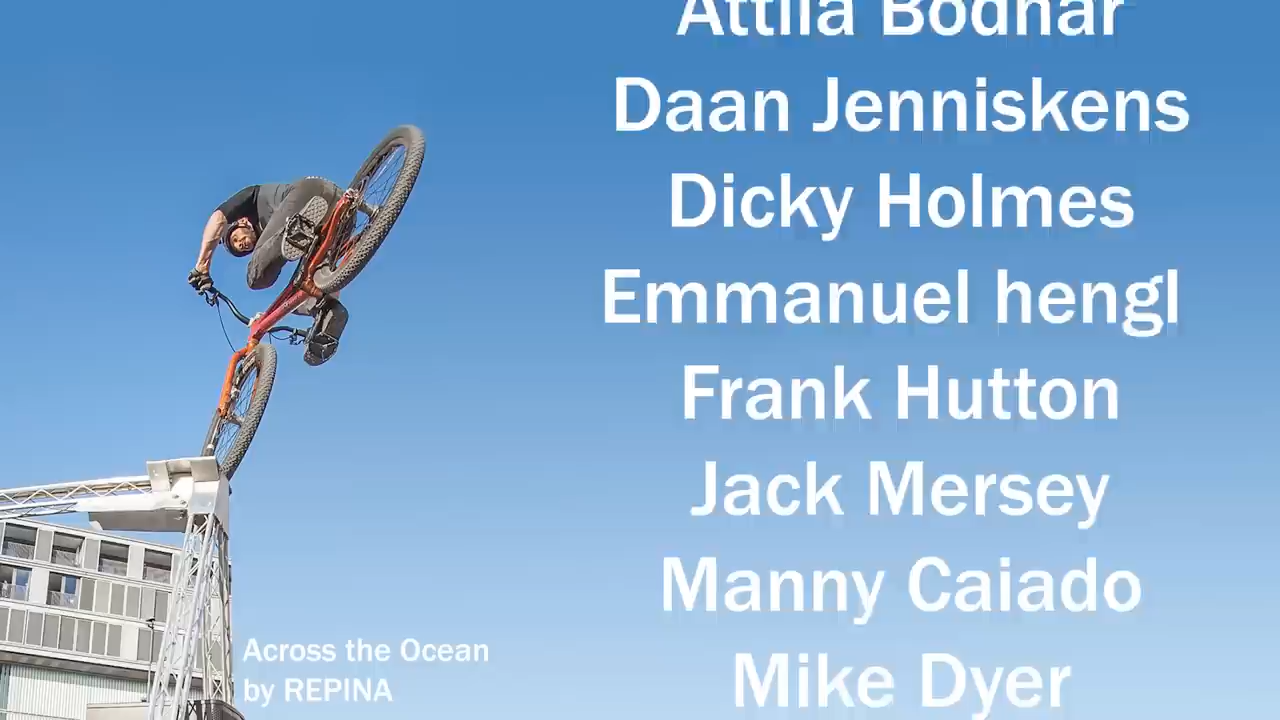 Attila Bodnar
Daan Jenniskens
Dicky Holmes
Emmanuel hengl
Frank Hutton
Jack Mersey
Manny Caiado
Mike Dyer
Across the Ocean
by REPINA